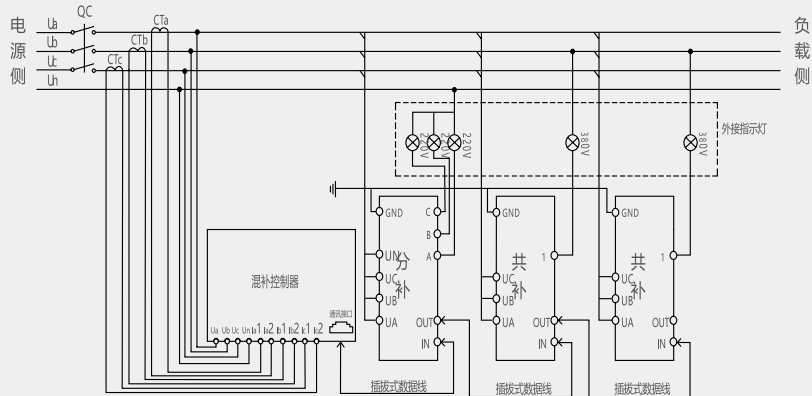 电源侧
Ua
Ub
Uc
Un
QC
CTa
CTb
CTc
负载侧
220V
220V
220V
380V
380V
外接指示灯
混补控制器
通讯接口
Ua Ub Uc Un Ia1 Ia2 Ib1 Ib2 Ic1 Ic2
GND
UN
UC
UB
UA
C
B
A
OUT
IN
分补
GND
UC
UB
UA
1
OUT
IN
共补
GND
UC
UB
UA
1
OUT
IN
共补
插拔式数据线
插拔式数据线
插拔式数据线